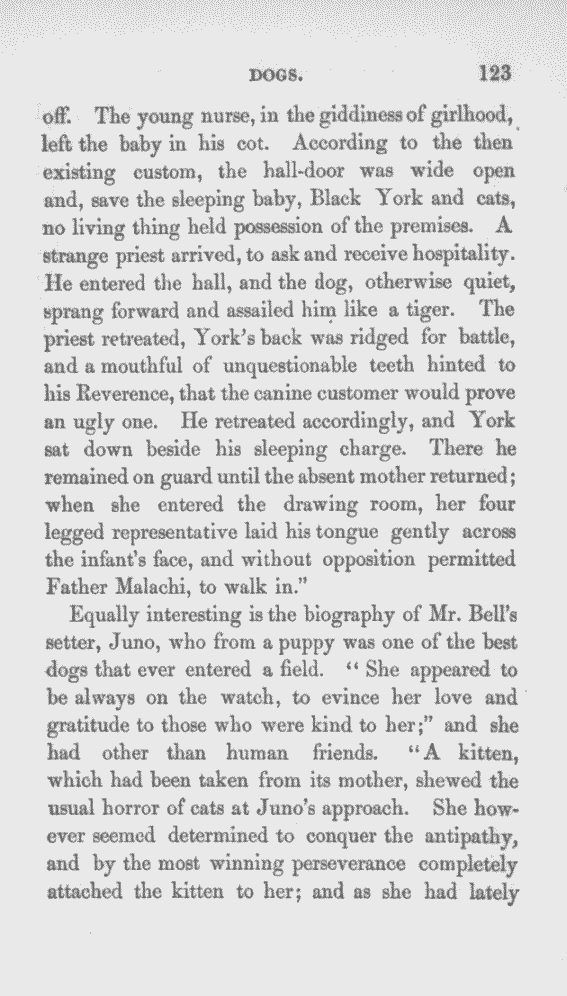 DOGS. 123
off. The young nurse, in the giddiness of girlhood,
left the baby in his cot. According to the then
existing custom, the hall-door was wide open
and, save the sleeping baby, Black York and cats,
no living thing held possession of the premises. A
strange priest arrived, to ask and receive hospitality.
He entered the hall, and the dog, otherwise quiet,
sprang forward and assailed him like a tiger. The
priest retreated, York's back was ridged for battle,
and a mouthful of unquestionable teeth hinted to
his Reverence, that the canine customer would prove
an ugly one. He retreated accordingly, and York
sat down beside his sleeping charge. There he
remained on guard until the absent mother returned;
when she entered the drawing room, her four
legged representative laid his tongue gently across
the infant's face, and without opposition permitted
Father Malachi, to walk in."
Equally interesting is the biography of Mr. Bell's
setter, Juno, who from a puppy was one of the best
dogs that ever entered a field. "She appeared to
be always on the watch, to evince her love and
gratitude to those who were kind to her;" and she
had other than human friends. "A kitten,
which had been taken from its mother, shewed the
usual horror of cats at Juno's approach. She how-
ever seemed determined to conquer the antipathy,
and by the most winning perseverance completely
attached the kitten to her; and as she had lately